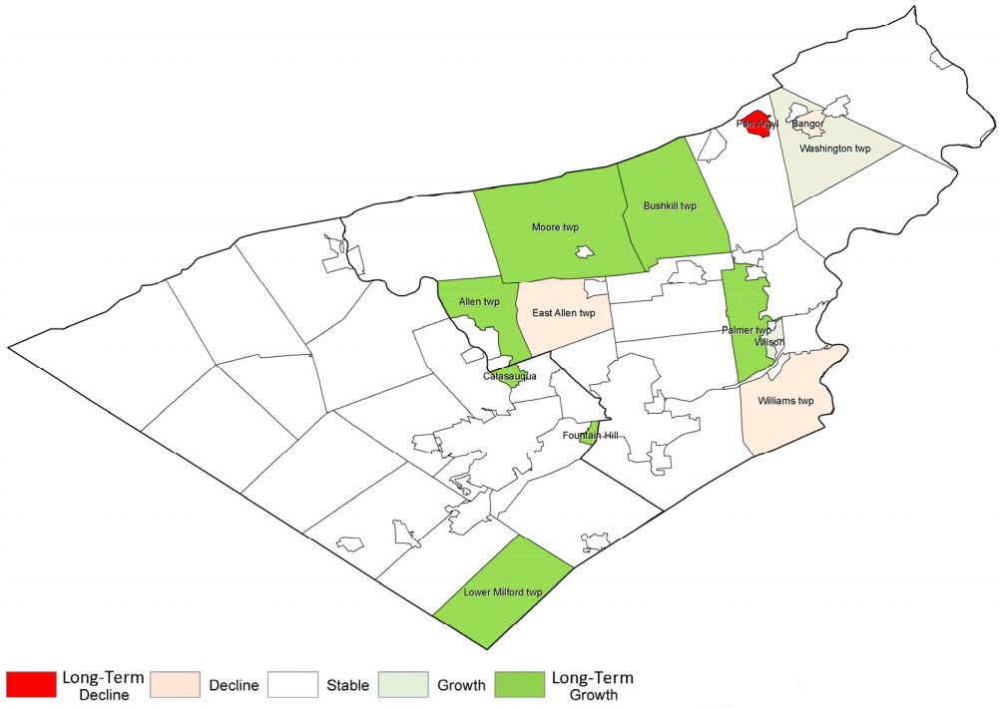 Pen Argyl
Bangor
Washington twp
Bushkill twp
Moore twp
Allen twp
East Allen twp
Palmer twp
Wilson
Catasauqua
Williams twp
Fountain Hill
Lower Milford twp
Long-Term
Decline
Decline
Stable
Growth
Long-Term
Growth